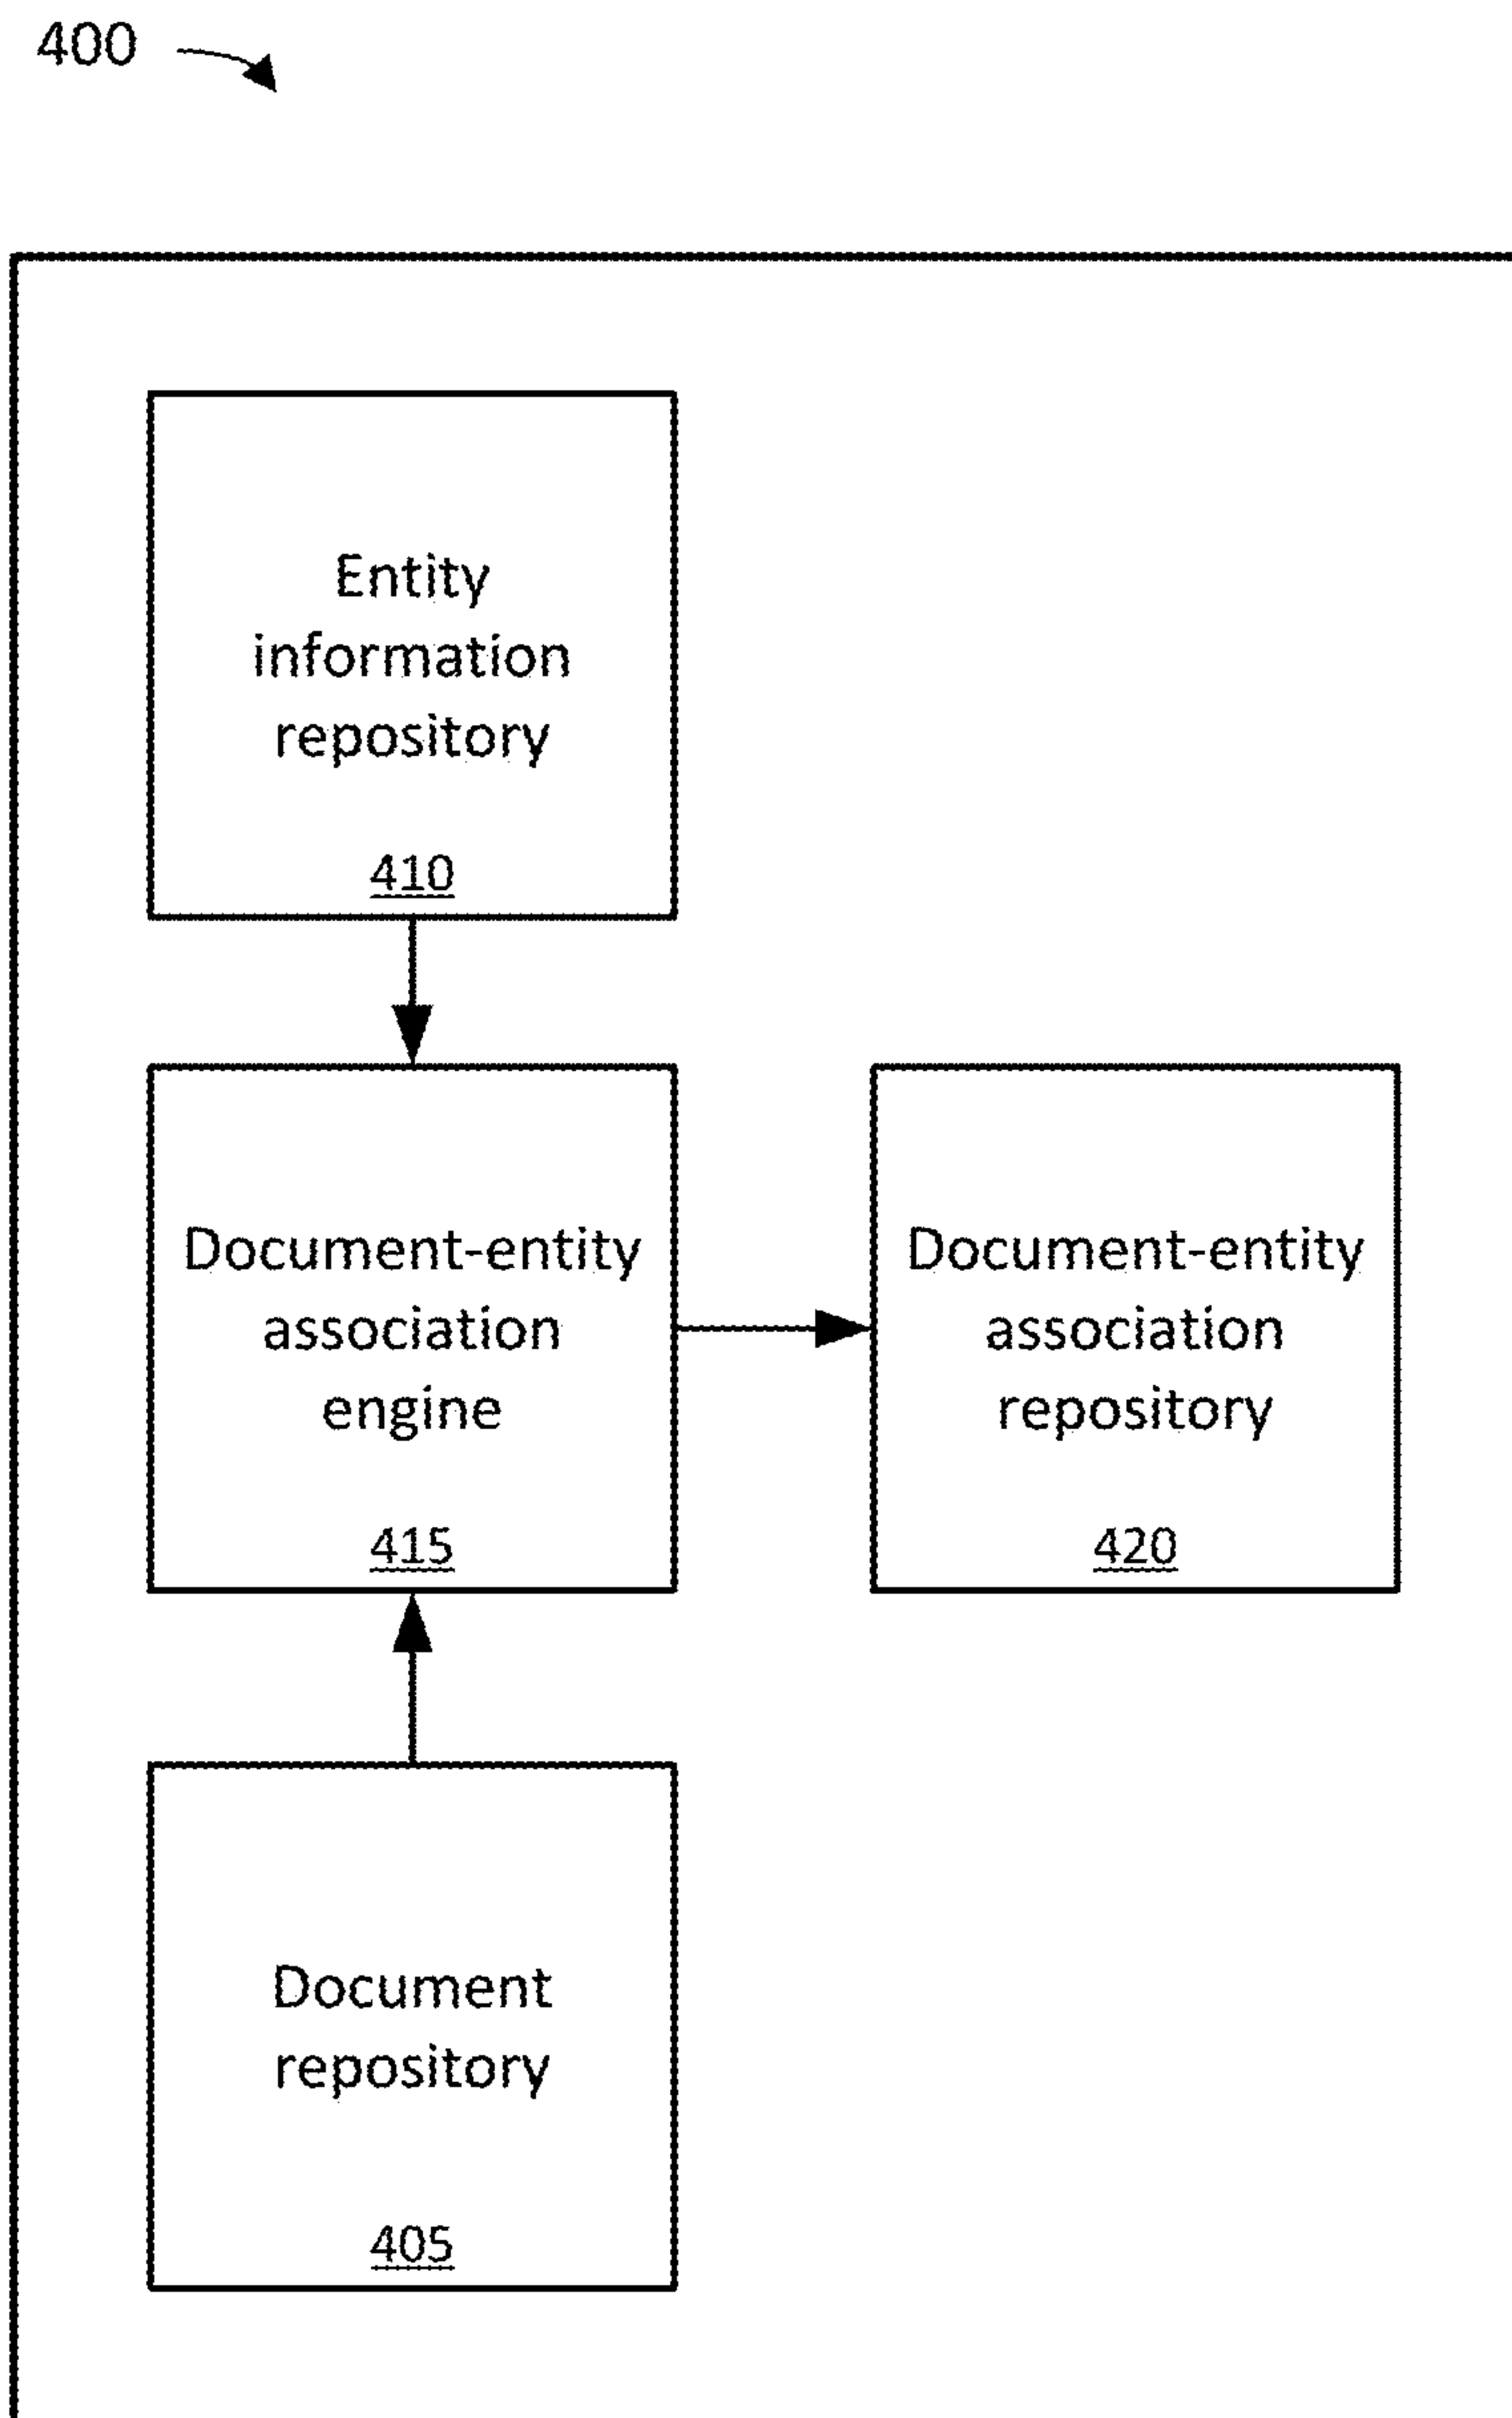 400
Entity
information
repository
410
Document-entity
association
engine
415
Document-entity
association
repository
420
Document
repository
405